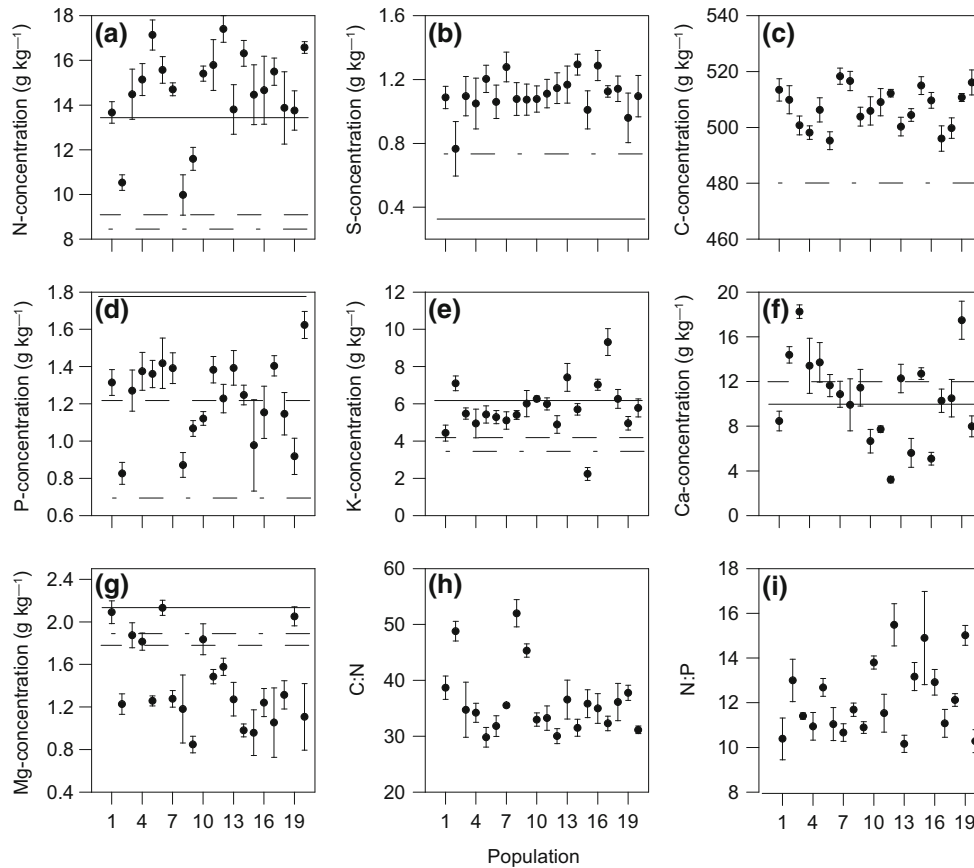 (a)
N-concentration (g kg⁻¹)
18
16
14
12
10
8
(b)
S-concentration (g kg⁻¹)
1.6
1.2
0.8
0.4
(c)
C-concentration (g kg⁻¹)
540
520
500
480
460
(d)
P-concentration (g kg⁻¹)
1.8
1.6
1.4
1.2
1.0
0.8
0.6
(e)
K-concentration (g kg⁻¹)
12
10
8
6
4
2
0
(f)
Ca-concentration (g kg⁻¹)
20
16
12
8
4
0
(g)
Mg-concentration (g kg⁻¹)
2.4
2.0
1.6
1.2
0.8
0.4
1 4 7 10 13 16 19
(h)
C:N
60
50
40
30
20
1 4 7 10 13 16 19
Population
(i)
N:P
18
16
14
12
10
8
1 4 7 10 13 16 19